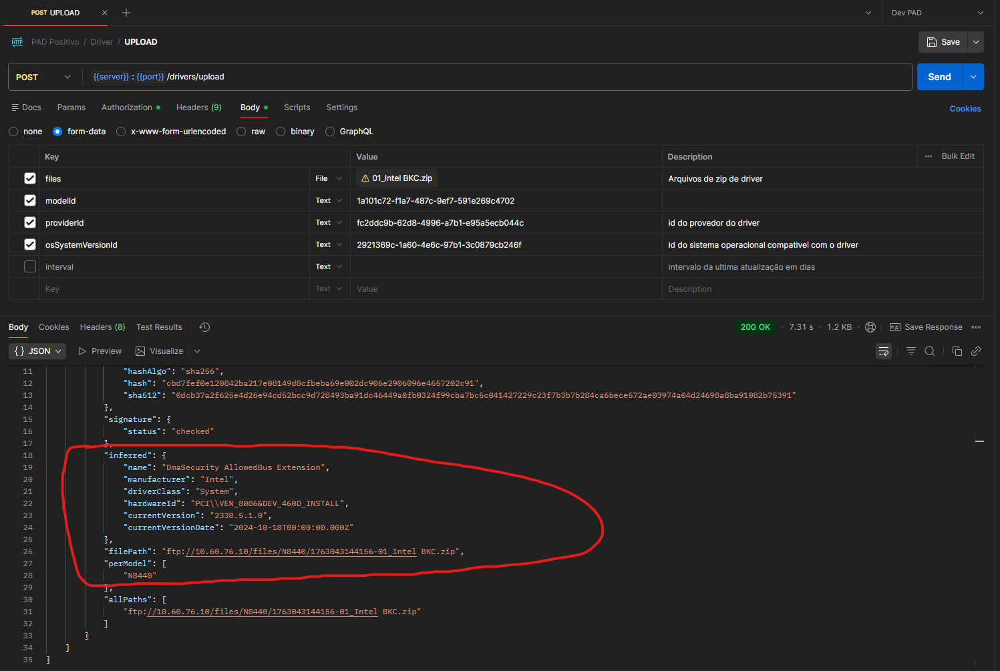 POST UPLOAD
Dev PAD
HTTP PAD Positivo / Driver / UPLOAD
Save
POST {{server}} : {{port}} /drivers/upload
Send
Docs Params Authorization Headers (9) Body Scripts Settings
Cookies
none form-data x-www-form-urlencoded raw binary GraphQL
Key Value Description Bulk Edit
files File 01_Intel BKC.zip Arquivos de zip de driver
modelId Text 1a101c72-f1a7-487c-9ef7-591e269c4702
providerId Text fc2ddc9b-62d8-4996-a7b1-e95a5ecb044c id do provedor do driver
osSystemVersionId Text 2921369c-1a60-4e6c-97b1-3c0879cb246f id do sistema operacional compativel com o driver
interval Text intervalo da ultima atualização em dias
Key Text Value Description
Body Cookies Headers (8) Test Results
200 OK • 7.31 s • 1.2 KB e.g. Save Response
{} JSON Preview Visualize
11 "hashAlgo": "sha256",
12 "hash": "cbd7fef0e120842ba217e08149d8cfbeba69e002dc906e2906096e4657202c91",
13 "sha512": "0dcb37a2f625e4d26e94cd52bcc9d728493ba91dc46449a0fb0324f99cba7bc5c041427229c23f7b3b7b284ca6bece572ae03974a04d24698a8ba91082b75391"
14 },
15 "signature": {
16 "status": "checked"
17 },
18 "inferred": {
19 "name": "DmaSecurity AllowedBus Extension",
20 "manufacturer": "Intel",
21 "driverClass": "System",
22 "hardwareId": "PCI\\VEN_8086&DEV_460D_INSTALL",
23 "currentVersion": "2338.5.1.0",
24 "currentVersionDate": "2024-10-18T00:00:00.000Z"
25 },
26 "filePath": "ftp://10.60.76.10/files/N8440/1763043144156-01_Intel BKC.zip",
27 "perModel": [
28 "N8440"
29 ],
30 "allPaths": [
31 "ftp://10.60.76.10/files/N8440/1763043144156-01_Intel BKC.zip"
32 ]
33 }
34 ]
35 }